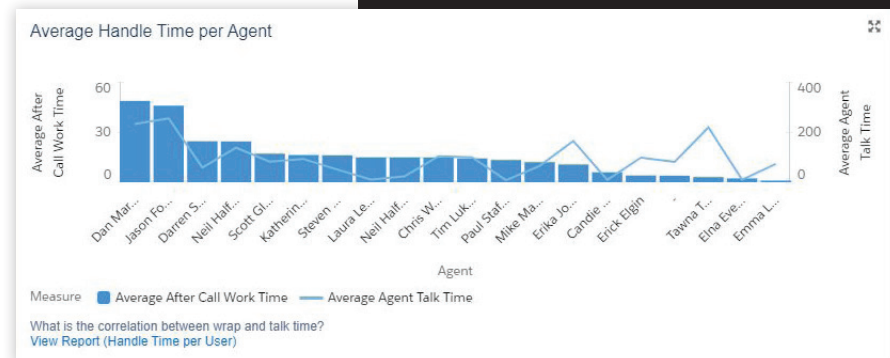 Average Handle Time per Agent
Average After
Call Work Time
60
30
0
400
200
0
Average Agent
Talk Time
Dan Mar...
Jason Fo...
Darren S...
Neil Half...
Scott Gl...
Katherin...
Steven ...
Laura Le...
Neil Half...
Chris W...
Tim Luk...
Paul Staf...
Mike Ma...
Erika Jo...
Candie ...
Erick Elgin
-
Tawna T...
Elna Eve...
Emma L...
Agent
Measure Average After Call Work Time Average Agent Talk Time
What is the correlation between wrap and talk time?
View Report (Handle Time per User)